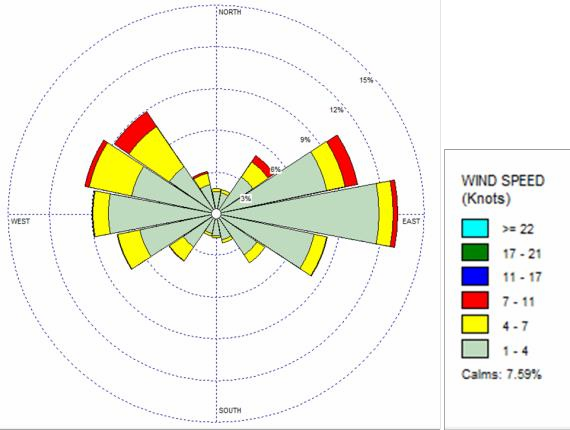 NORTH
15%
12%
9%
6%
3%
WEST
EAST
SOUTH
WIND SPEED
(Knots)
>= 22
17 - 21
11 - 17
7 - 11
4 - 7
1 - 4
Calms: 7.59%